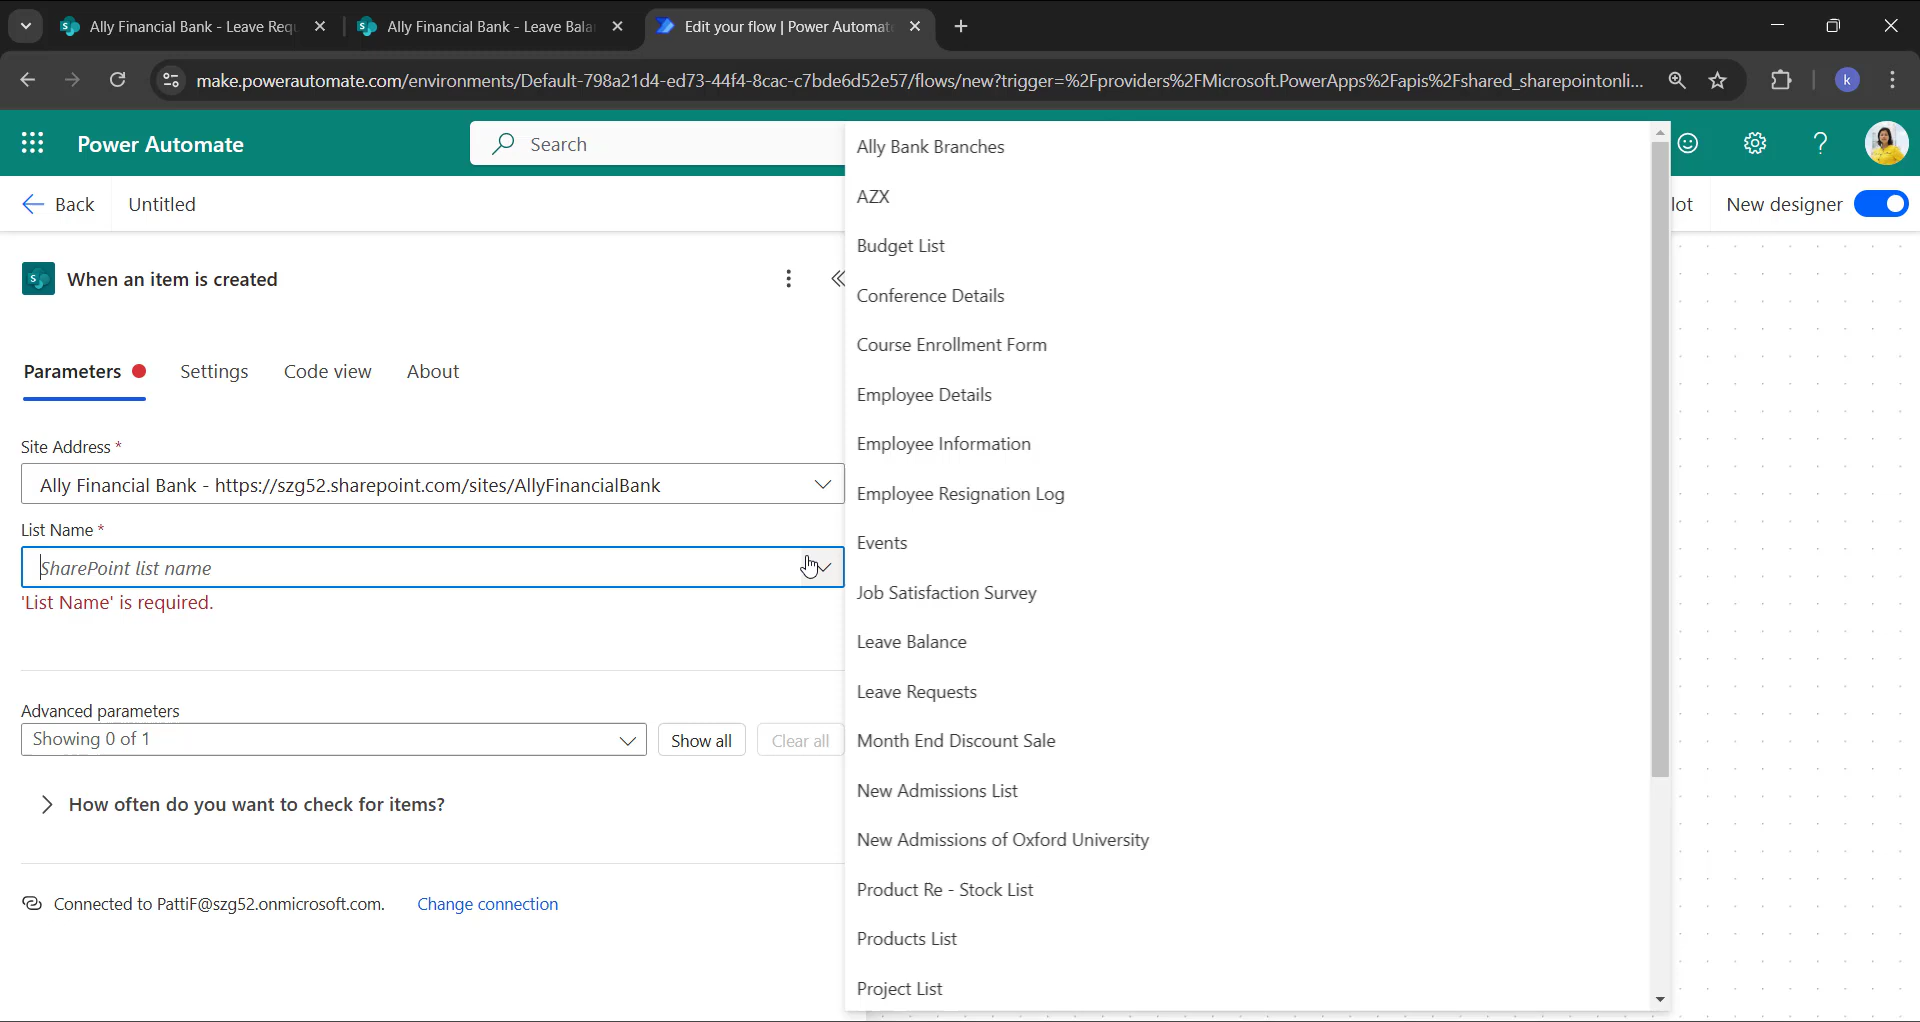 Ally Financial Bank - Leave Requ
Ally Financial Bank - Leave Bala
Edit your flow | Power Automat
make.powerautomate.com/environments/Default-798a21d4-ed73-44f4-8cac-c7bde6d52e57/flows/new?trigger=%2Fproviders%2FMicrosoft.PowerApps%2Fapis%2Fshared_sharepointonli...
k
Power Automate
Search
Back
Untitled
lot
New designer
S
When an item is created
Parameters
Settings
Code view
About
Site Address *
Ally Financial Bank - https://szg52.sharepoint.com/sites/AllyFinancialBank
List Name *
SharePoint list name
'List Name' is required.
Advanced parameters
Showing 0 of 1
Show all
Clear all
How often do you want to check for items?
Connected to PattiF@szg52.onmicrosoft.com.
Change connection
Ally Bank Branches
AZX
Budget List
Conference Details
Course Enrollment Form
Employee Details
Employee Information
Employee Resignation Log
Events
Job Satisfaction Survey
Leave Balance
Leave Requests
Month End Discount Sale
New Admissions List
New Admissions of Oxford University
Product Re - Stock List
Products List
Project List